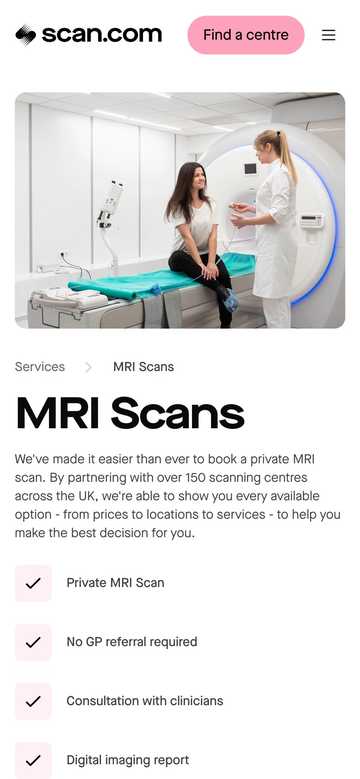 scan.com
Find a centre
Services
MRI Scans
MRI Scans
We've made it easier than ever to book a private MRI
scan. By partnering with over 150 scanning centres
across the UK, we're able to show you every available
option - from prices to locations to services - to help you
make the best decision for you.
Private MRI Scan
No GP referral required
Consultation with clinicians
Digital imaging report